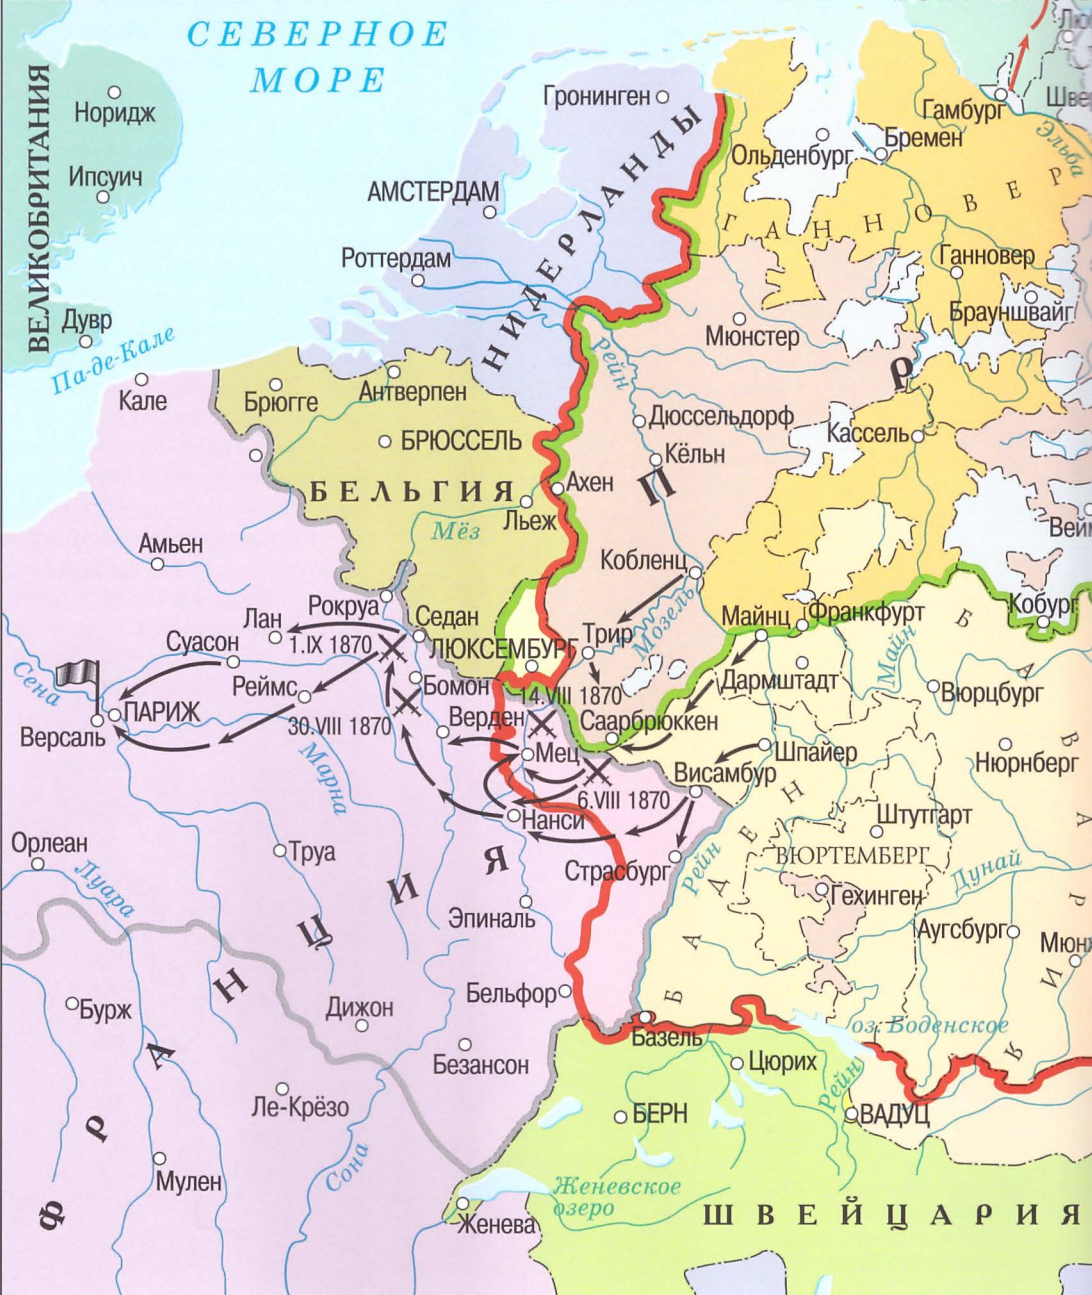 СЕВЕРНОЕ
МОРЕ
ВЕЛИКОБРИТАНИЯ
Норидж
Ипсуич
Дувр
Па-де-Кале
Гронинген
АМСТЕРДАМ
Роттердам
НИДЕРЛАНДЫ
Гамбург
Эльба
Ольденбург
Бремен
ГАННОВЕР
Ганновер
Брауншвайг
Мюнстер
Рейн
П
Р
Кале
Брюгге
Антверпен
БРЮССЕЛЬ
БЕЛЬГИЯ
Льеж
Мёз
Ахен
Дюссельдорф
Кёльн
Кассель
Кобленц
Мозель
Трир
Майнц
Франкфурт
Кобург
Амьен
Лан
Рокруа
Седан
1.IX 1870
ЛЮКСЕМБУРГ
Суасон
Сена
Реймс
ПАРИЖ
Версаль
30.VIII 1870
Бомон
Верден
14.VIII 1870
Саарбрюккен
Дармштадт
Майн
Вюрцбург
Нюрнберг
Мец
Шпайер
Висамбур
6.VIII 1870
Нанси
Марна
Страсбург
Рейн
Штутгарт
ВЮРТЕМБЕРГ
Гехинген
Дунай
Аугсбург
БАДЕН
БАВАРИЯ
Орлеан
Луара
Труа
Эпиналь
Бельфор
Базель
оз. Боденское
Бурж
Дижон
Безансон
Ле-Крёзо
Мулен
Сона
ФРАНЦИЯ
Цюрих
Рейн
ВАДУЦ
БЕРН
Женевское
озеро
Женева
ШВЕЙЦАРИЯ